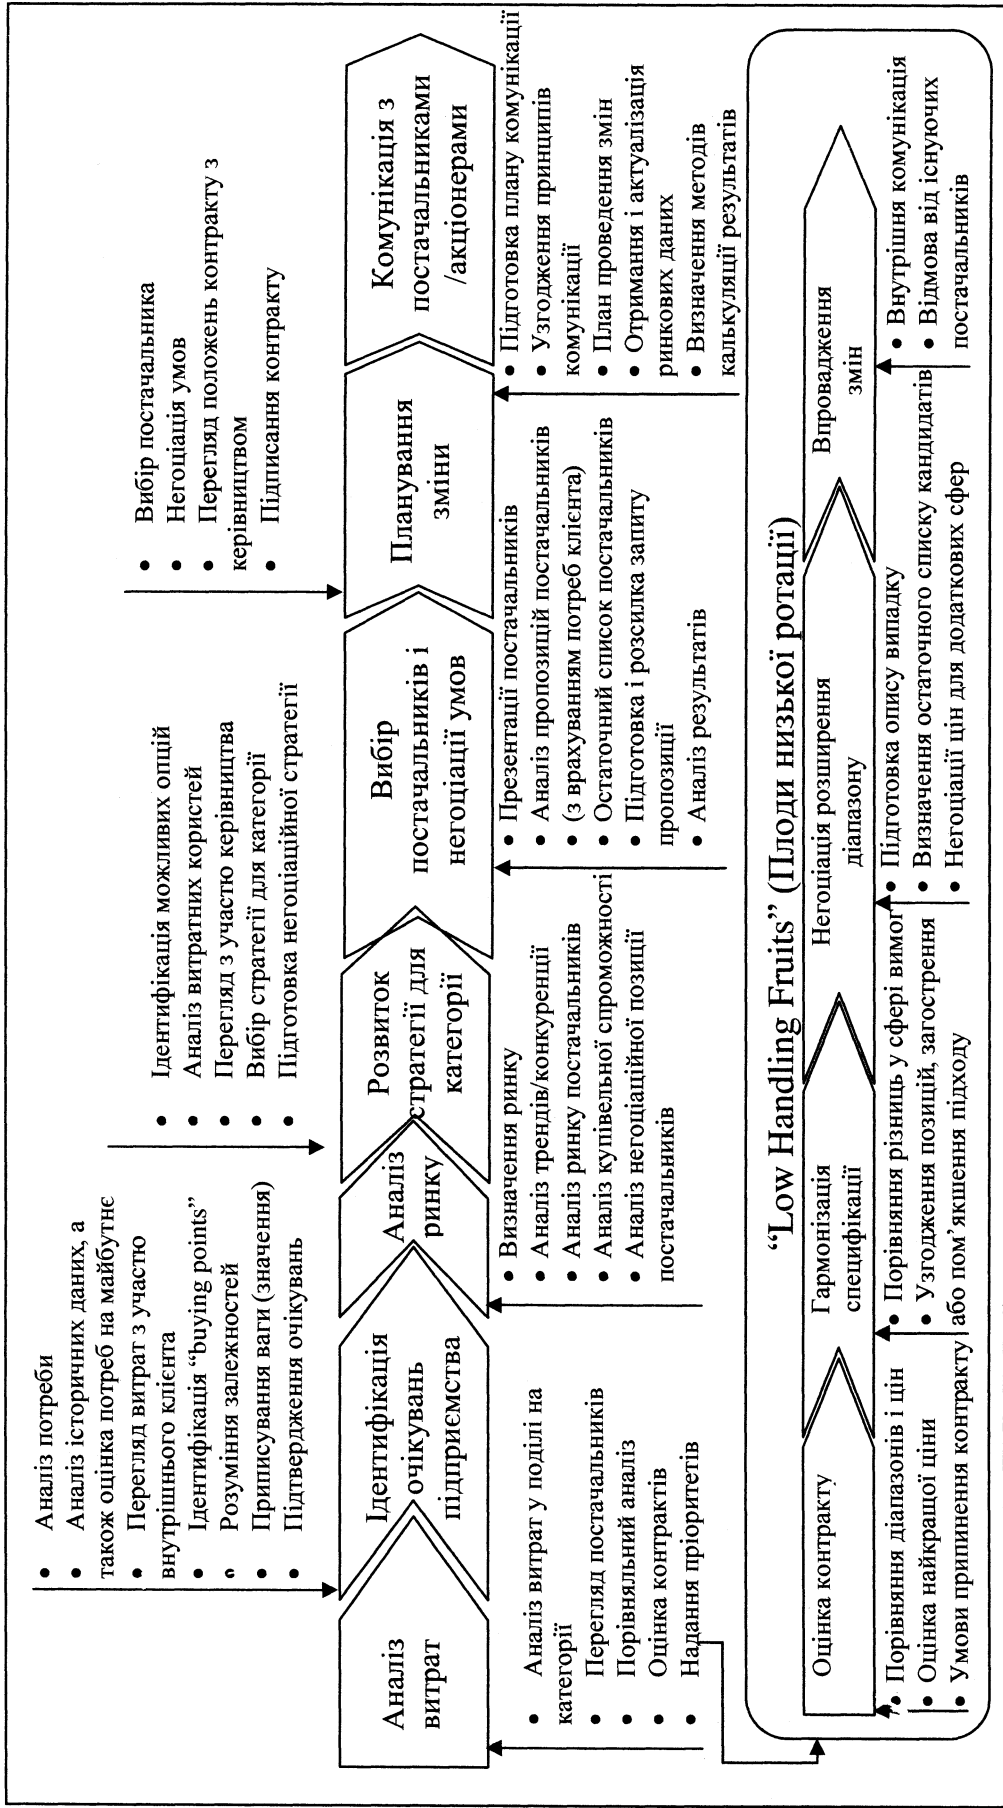 Аналіз потреби
Аналіз історичних даних, а
також оцінка потреб на майбутнє
Перегляд витрат з участю
внутрішнього клієнта
Ідентифікація “buying points”
Розуміння залежностей
Приписування ваги (значення)
Підтвердження очікувань
Ідентифікація можливих опцій
Аналіз витратних користей
Перегляд з участю керівництва
Вибір стратегії для категорії
Підготовка негоціаційної стратегії
Вибір постачальника
Негоціація умов
Перегляд положень контракту з
керівництвом
Підписання контракту
Аналіз
витрат
Ідентифікація
очікувань
підприємства
Аналіз
ринку
Розвиток
стратегії для
категорії
Вибір
постачальників і
негоціації умов
Планування
зміни
Комунікація з
постачальниками
/акціонерами
Аналіз витрат у поділі на
категорії
Перегляд постачальників
Порівняльний аналіз
Оцінка контрактів
Надання пріоритетів
Визначення ринку
Аналіз трендів/конкуренції
Аналіз ринку постачальників
Аналіз купівельної спроможності
Аналіз негоціаційної позиції
постачальників
Презентації постачальників
Аналіз пропозицій постачальників
(з врахуванням потреб клієнта)
Остаточний список постачальників
Підготовка і розсилка запиту
пропозиції
Аналіз результатів
Підготовка плану комунікації
Узгодження принципів
комунікації
План проведення змін
Отримання і актуалізація
ринкових даних
Визначення методів
калькуляції результатів
“Low Handling Fruits” (Плоди низької ротації)
Оцінка контракту
Гармонізація
специфікації
Негоціація розширення
діапазону
Впровадження
змін
Порівняння діапазонів і цін
Оцінка найкращої ціни
Умови припинення контракту
Порівняння різниць у сфері вимог
Узгодження позицій, загострення
або пом’якшення підходу
Підготовка опису випадку
Визначення остаточного списку кандидатів
Негоціації цін для додаткових сфер
Внутрішня комунікація
Відмова від існуючих
постачальників